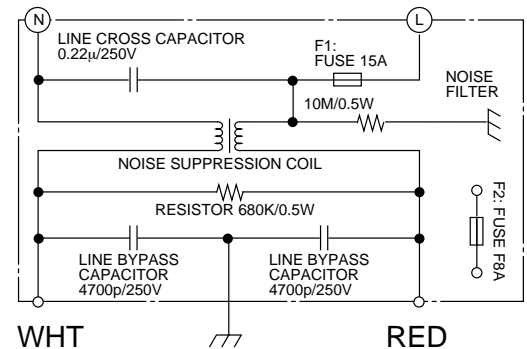 N
L
LINE CROSS CAPACITOR
0.22μ/250V
F1:
FUSE 15A
NOISE
FILTER
10M/0.5W
NOISE SUPPRESSION COIL
RESISTOR 680K/0.5W
F2: FUSE F8A
LINE BYPASS
CAPACITOR
4700p/250V
LINE BYPASS
CAPACITOR
4700p/250V
WHT
RED